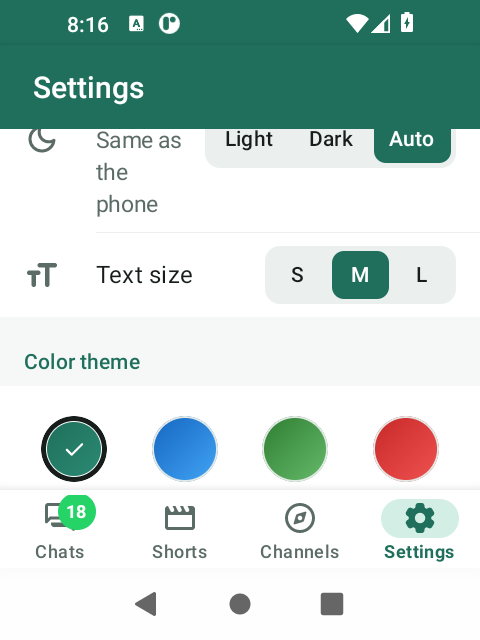 8:16
Settings
Same as
the
phone
Light Dark Auto
Text size S M L
Color theme
18
Chats Shorts Channels Settings